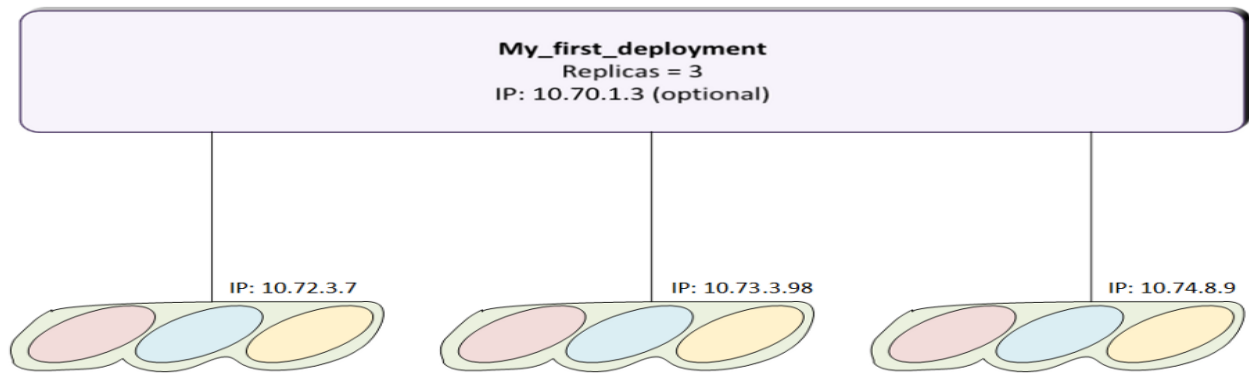 My_first_deployment
Replicas = 3
IP: 10.70.1.3 (optional)
IP: 10.72.3.7
IP: 10.73.3.98
IP: 10.74.8.9